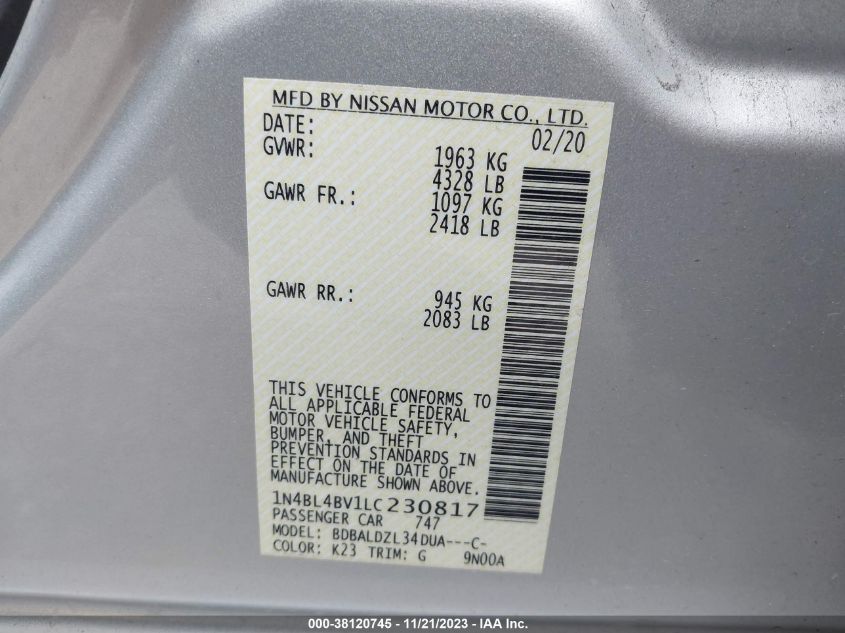 MFD BY NISSAN MOTOR CO., LTD.
DATE: 02/20
GVWR: 1963 KG
4328 LB
GAWR FR.: 1097 KG
2418 LB
GAWR RR.: 945 KG
2083 LB
THIS VEHICLE CONFORMS TO
ALL APPLICABLE FEDERAL
MOTOR VEHICLE SAFETY,
BUMPER, AND THEFT
PREVENTION STANDARDS IN
EFFECT ON THE DATE OF
MANUFACTURE SHOWN ABOVE.
1N4BL4BV1LC230817
PASSENGER CAR 747
MODEL: BDBALDZL34DUA---C-
COLOR: K23 TRIM: G 9N00A
000-38120745 - 11/21/2023 - IAA Inc.